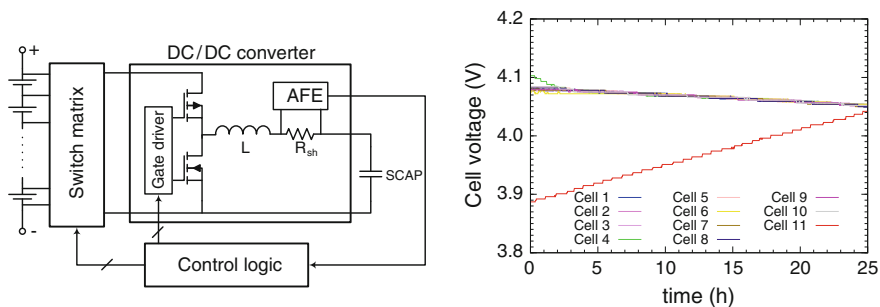 DC/DC converter
+
-
Switch matrix
Gate driver
AFE
L
Rsh
SCAP
Control logic
Cell voltage (V)
4.2
4.1
4.0
3.9
3.8
Cell 1
Cell 2
Cell 3
Cell 4
Cell 5
Cell 6
Cell 7
Cell 8
Cell 9
Cell 10
Cell 11
0 5 10 15 20 25
time (h)